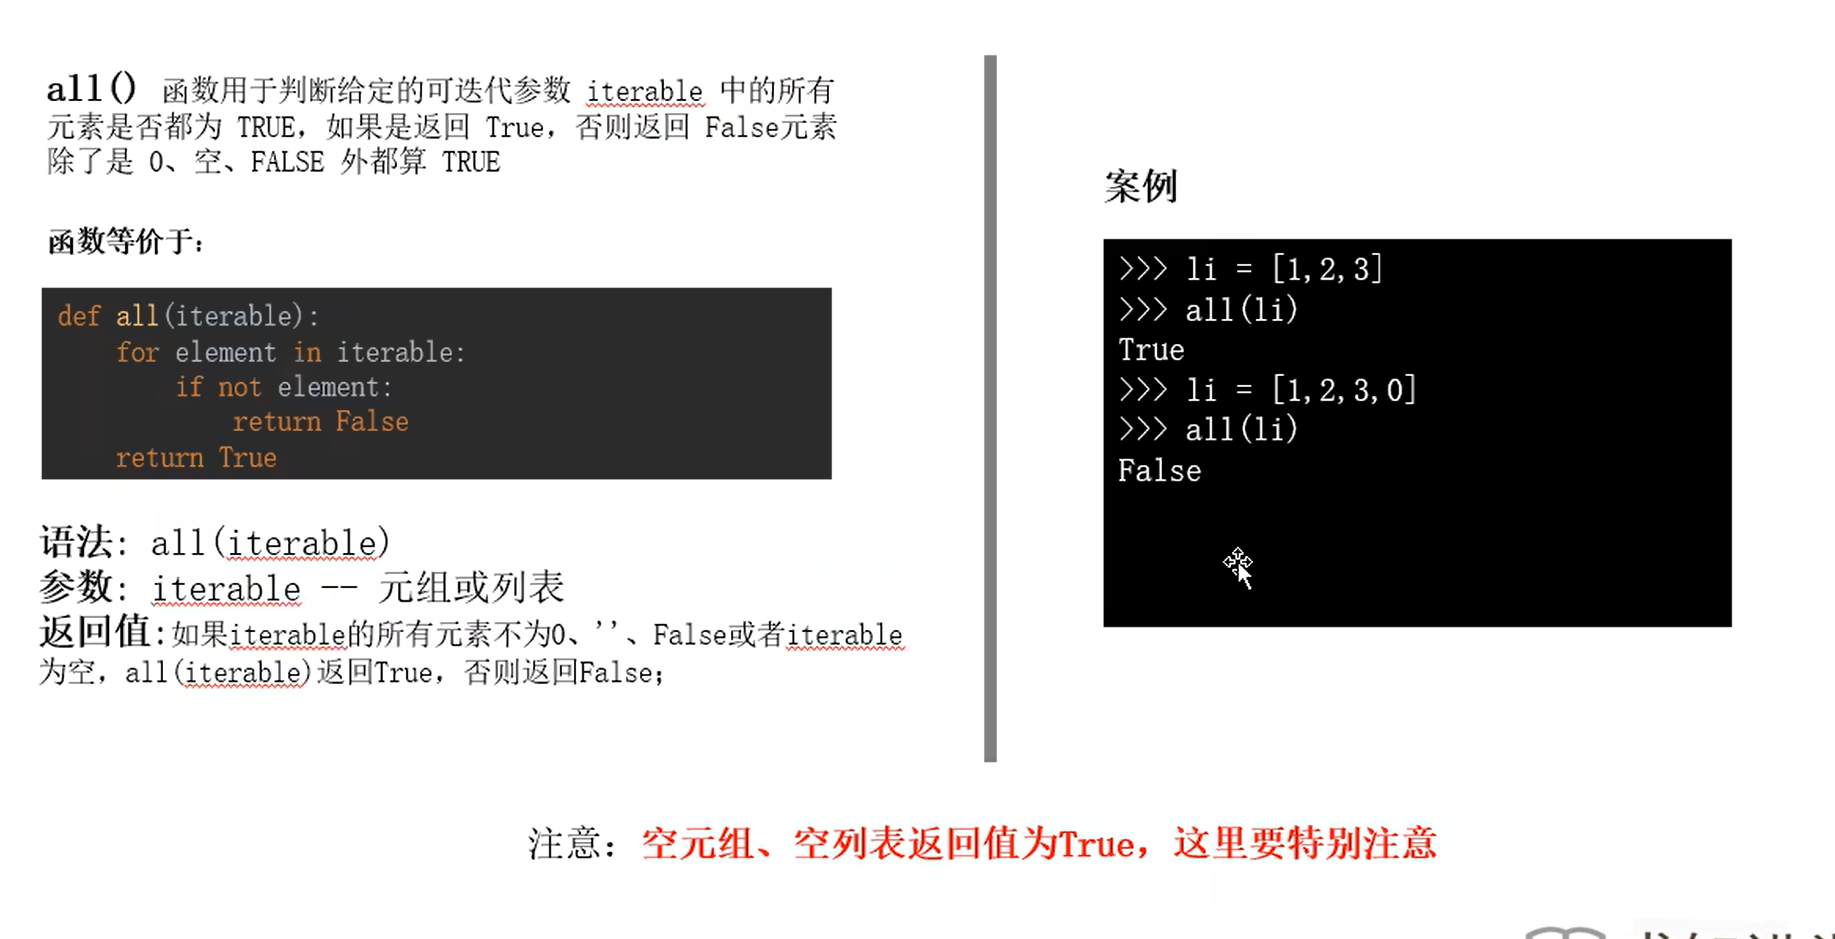 all() 函数用于判断给定的可迭代参数 iterable 中的所有
元素是否都为 TRUE，如果是返回 True，否则返回 False元素
除了是 0、空、FALSE 外都算 TRUE
函数等价于：
def all(iterable):
    for element in iterable:
        if not element:
            return False
    return True
语法: all(iterable)
参数: iterable -- 元组或列表
返回值:如果iterable的所有元素不为0、''、False或者iterable
为空，all(iterable)返回True，否则返回False；
案例
>>> li = [1,2,3]
>>> all(li)
True
>>> li = [1,2,3,0]
>>> all(li)
False
注意：空元组、空列表返回值为True，这里要特别注意